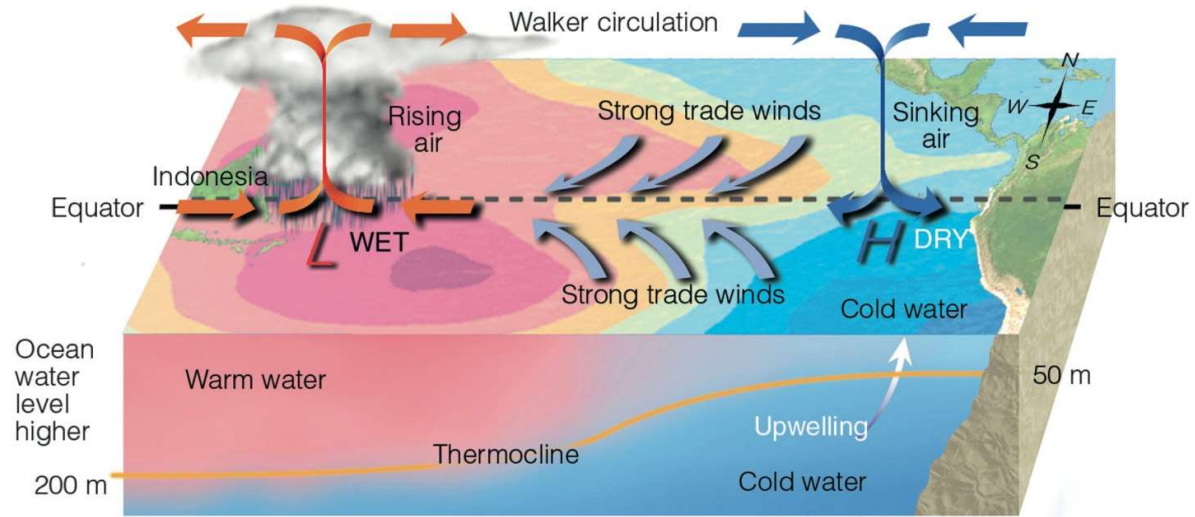 Walker circulation
N
W
E
S
Rising
air
Strong trade winds
Sinking
air
Indonesia
Equator
Equator
L
WET
H
DRY
Strong trade winds
Cold water
Ocean
water
level
higher
Warm water
50 m
Upwelling
Thermocline
200 m
Cold water